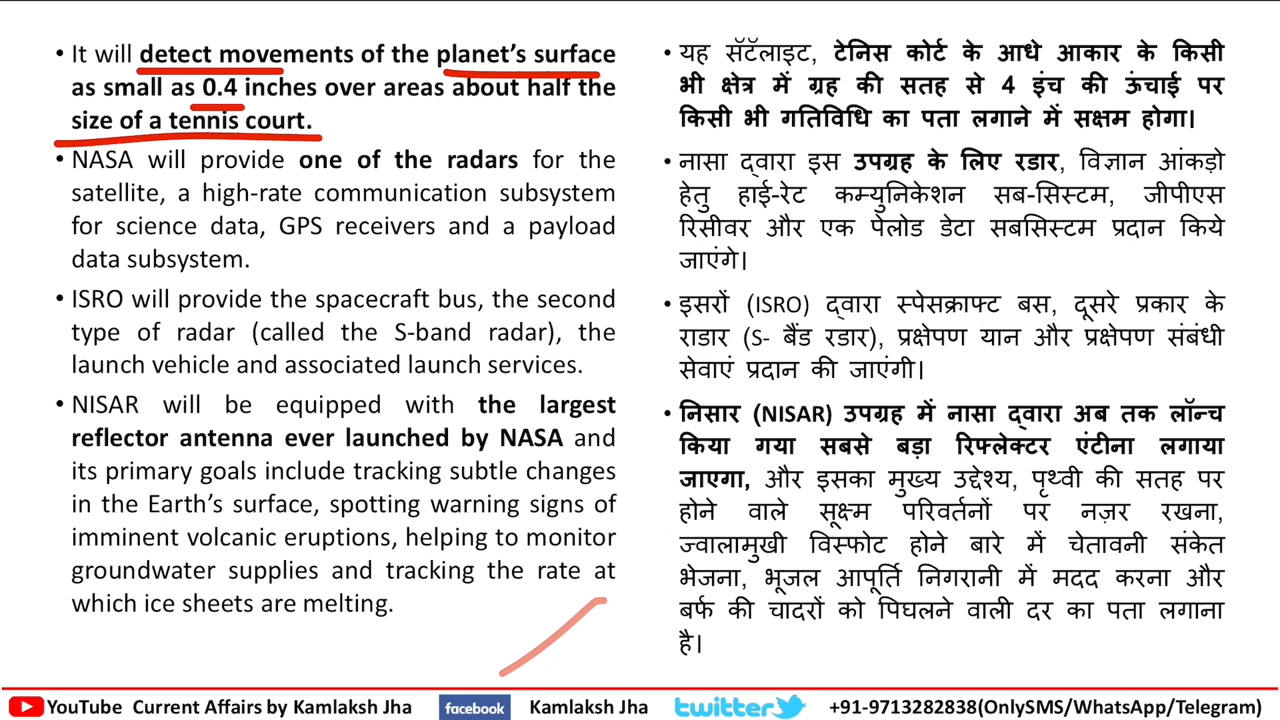 • It will detect movements of the planet's surface
as small as 0.4 inches over areas about half the
size of a tennis court.
• NASA will provide one of the radars for the
satellite, a high-rate communication subsystem
for science data, GPS receivers and a payload
data subsystem.
• ISRO will provide the spacecraft bus, the second
type of radar (called the S-band radar), the
launch vehicle and associated launch services.
• NISAR will be equipped with the largest
reflector antenna ever launched by NASA and
its primary goals include tracking subtle changes
in the Earth's surface, spotting warning signs of
imminent volcanic eruptions, helping to monitor
groundwater supplies and tracking the rate at
which ice sheets are melting.
• यह सॅटॅलाइट, टेनिस कोर्ट के आधे आकार के किसी
भी क्षेत्र में ग्रह की सतह से 4 इंच की ऊंचाई पर
किसी भी गतिविधि का पता लगाने में सक्षम होगा।
• नासा द्वारा इस उपग्रह के लिए रडार, विज्ञान आंकड़ो
हेतु हाई-रेट कम्युनिकेशन सब-सिस्टम, जीपीएस
रिसीवर और एक पेलोड डेटा सबसिस्टम प्रदान किये
जाएंगे।
• इसरों (ISRO) द्वारा स्पेसक्राफ्ट बस, दूसरे प्रकार के
राडार (S- बैंड रडार), प्रक्षेपण यान और प्रक्षेपण संबंधी
सेवाएं प्रदान की जाएंगी।
• निसार (NISAR) उपग्रह में नासा द्वारा अब तक लॉन्च
किया गया सबसे बड़ा रिफ्लेक्टर एंटीना लगाया
जाएगा, और इसका मुख्य उद्देश्य, पृथ्वी की सतह पर
होने वाले सूक्ष्म परिवर्तनों पर नज़र रखना,
ज्वालामुखी विस्फोट होने बारे में चेतावनी संकेत
भेजना, भूजल आपूर्ति निगरानी में मदद करना और
बर्फ की चादरों को पिघलने वाली दर का पता लगाना
है।
YouTube Current Affairs by Kamlaksh Jha facebook Kamlaksh Jha twitter +91-9713282838(OnlySMS/WhatsApp/Telegram)